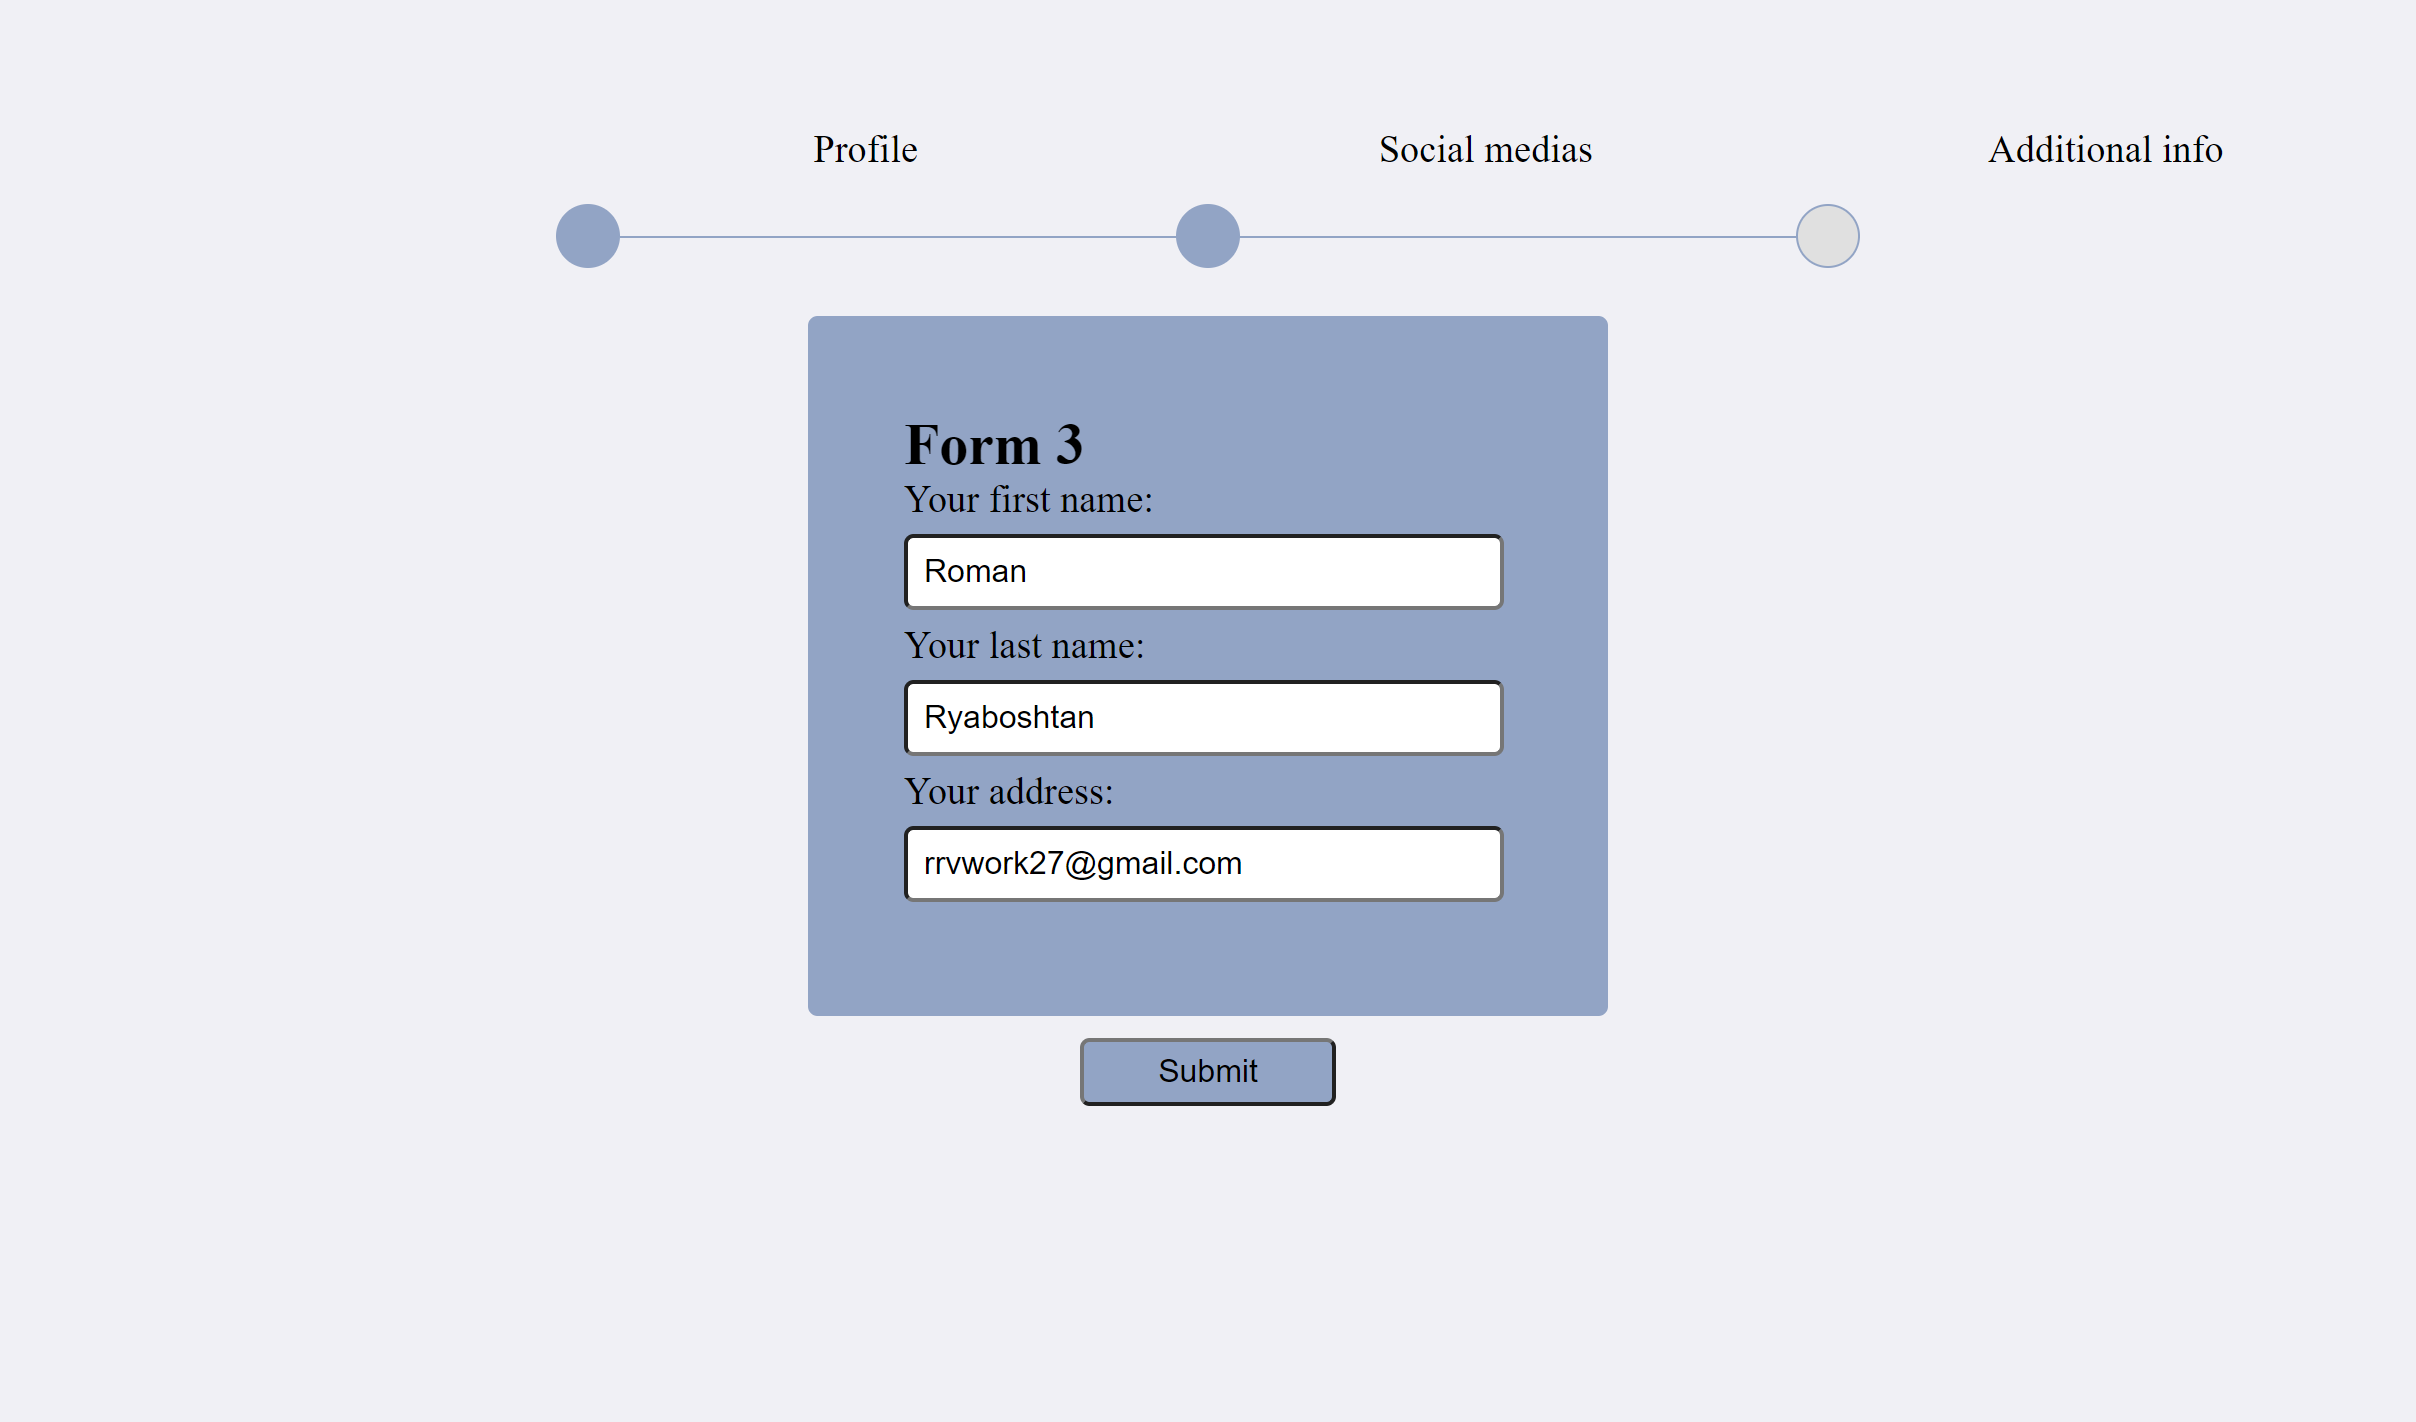 Profile Social medias Additional info
Form 3
Your first name:
Roman
Your last name:
Ryaboshtan
Your address:
rrvwork27@gmail.com
Submit